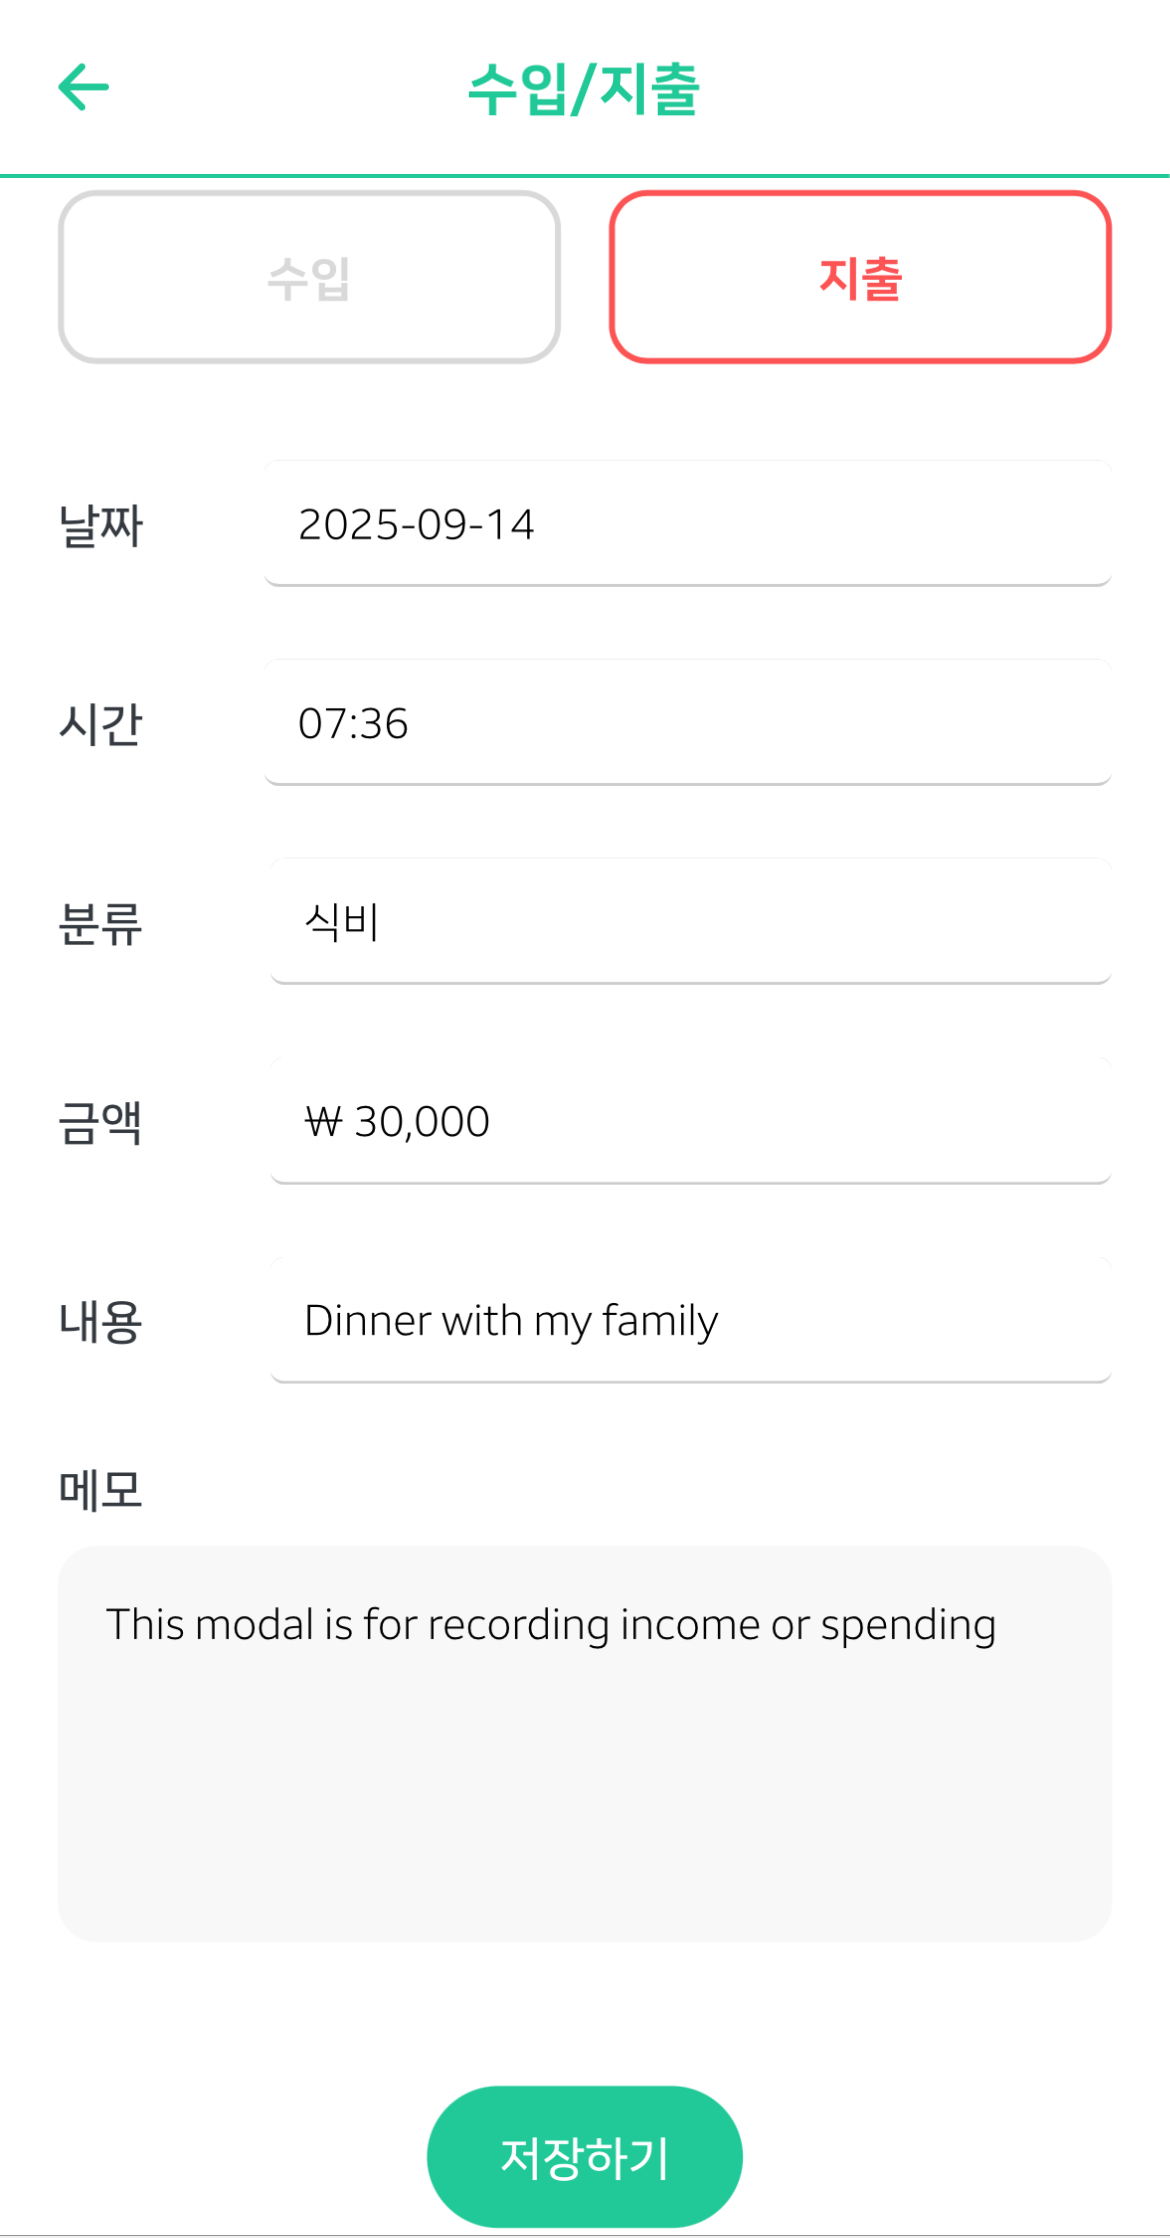 수입/지출
수입
지출
날짜
2025-09-14
시간
07:36
분류
식비
금액
₩ 30,000
내용
Dinner with my family
메모
This modal is for recording income or spending
저장하기